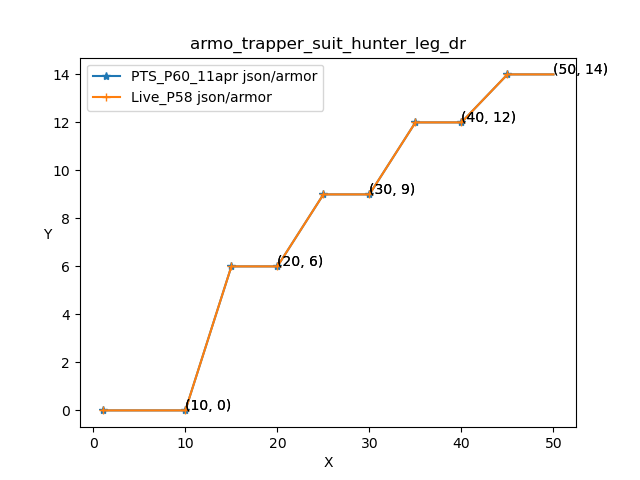 armo_trapper_suit_hunter_leg_dr
PTS_P60_11apr json/armor
Live_P58 json/armor
(50, 14)
(40, 12)
(30, 9)
(20, 6)
(10, 0)
14
12
10
8
6
4
2
0
Y
0 10 20 30 40 50
X